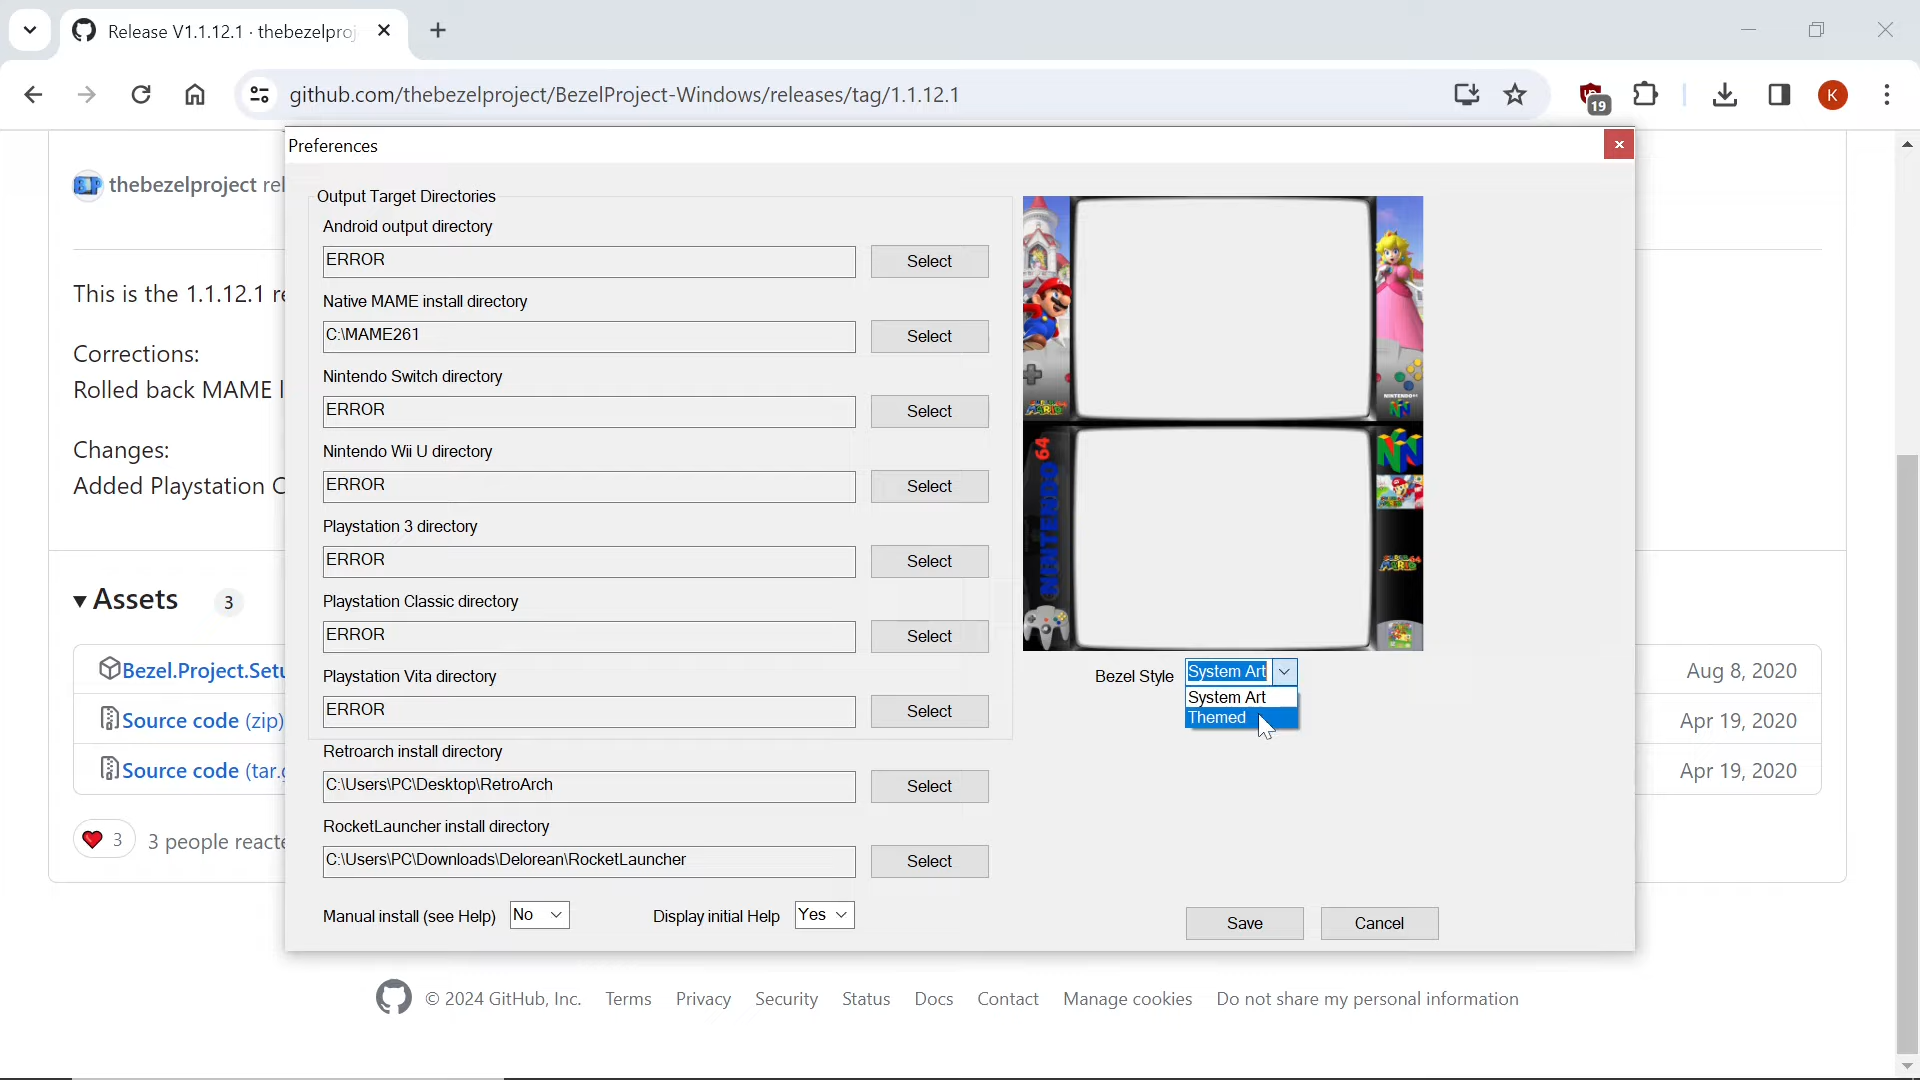 Release V1.1.12.1 · thebezelproj
github.com/thebezelproject/BezelProject-Windows/releases/tag/1.1.12.1
19
K
Preferences
BP thebezelproject rel
This is the 1.1.12.1 re
Corrections:
Rolled back MAME l
Changes:
Added Playstation C
Assets 3
Bezel.Project.Setu
Aug 8, 2020
Source code (zip)
Apr 19, 2020
Source code (tar.g
Apr 19, 2020
3
3 people reacte
Output Target Directories
Android output directory
ERROR
Select
Native MAME install directory
C:\MAME261
Select
Nintendo Switch directory
ERROR
Select
Nintendo Wii U directory
ERROR
Select
Playstation 3 directory
ERROR
Select
Playstation Classic directory
ERROR
Select
Playstation Vita directory
ERROR
Select
Retroarch install directory
C:\Users\PC\Desktop\RetroArch
Select
RocketLauncher install directory
C:\Users\PC\Downloads\Delorean\RocketLauncher
Select
Manual install (see Help) No
Display initial Help Yes
NINTENDO 64
Bezel Style System Art
System Art
Themed
Save
Cancel
© 2024 GitHub, Inc. Terms Privacy Security Status Docs Contact Manage cookies Do not share my personal information